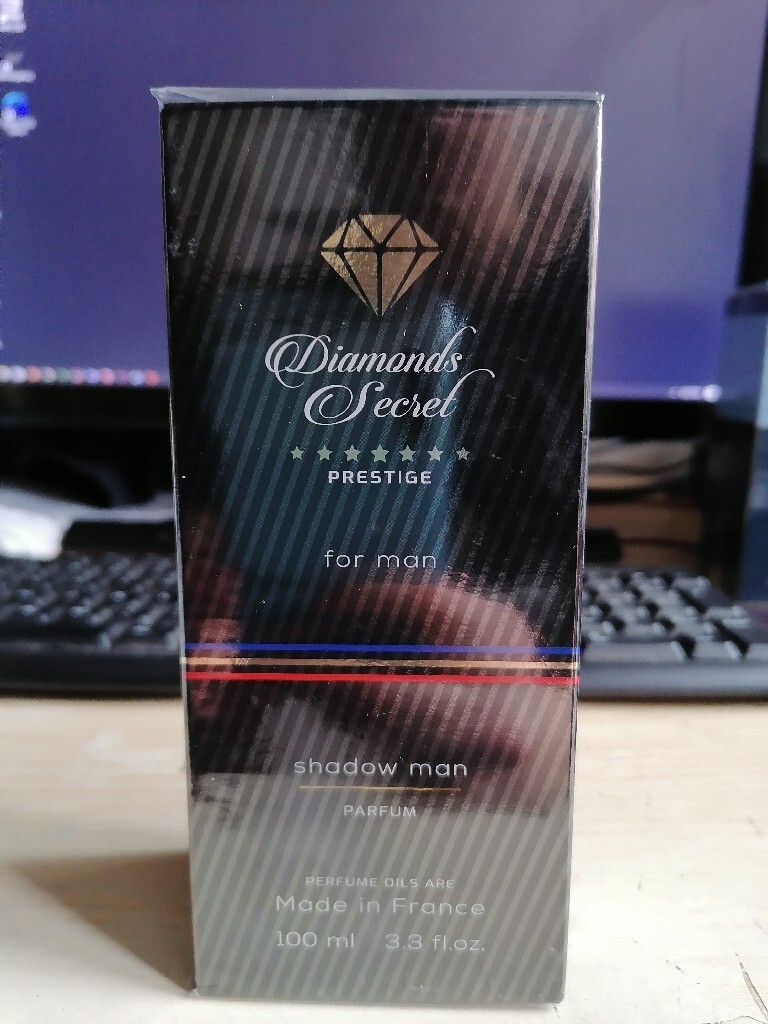 Diamonds
Secret
PRESTIGE
for man
shadow man
PARFUM
PERFUME OILS ARE
Made in France
100 ml 3.3 fl.oz.